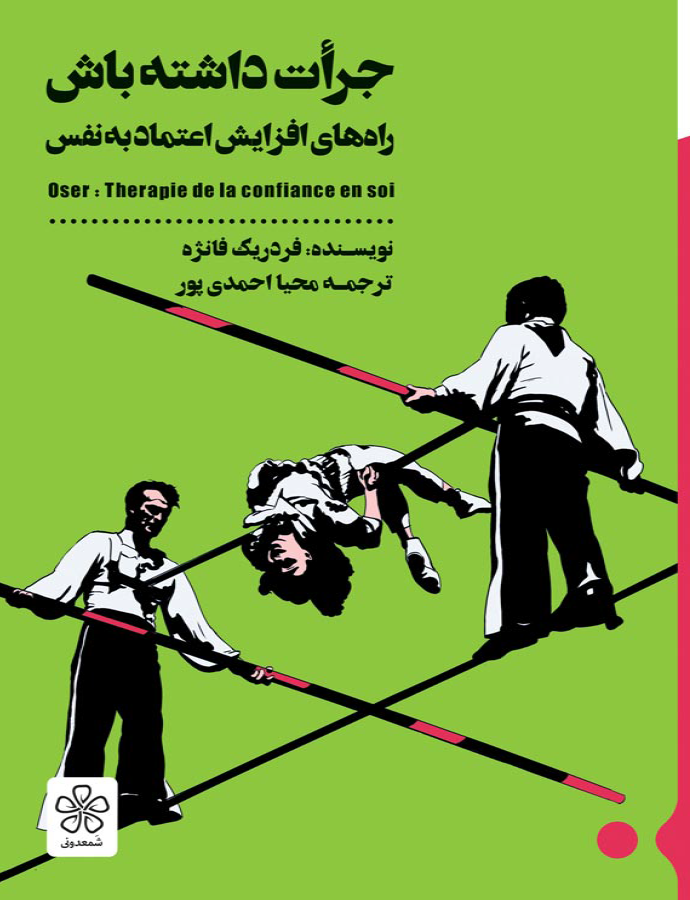 جرأت داشته باش
راه‌های افزایش اعتماد به نفس
Oser : Therapie de la confiance en soi
نویسنده: فردریک فانژه
ترجمه محیا احمدی پور
شمعدونی